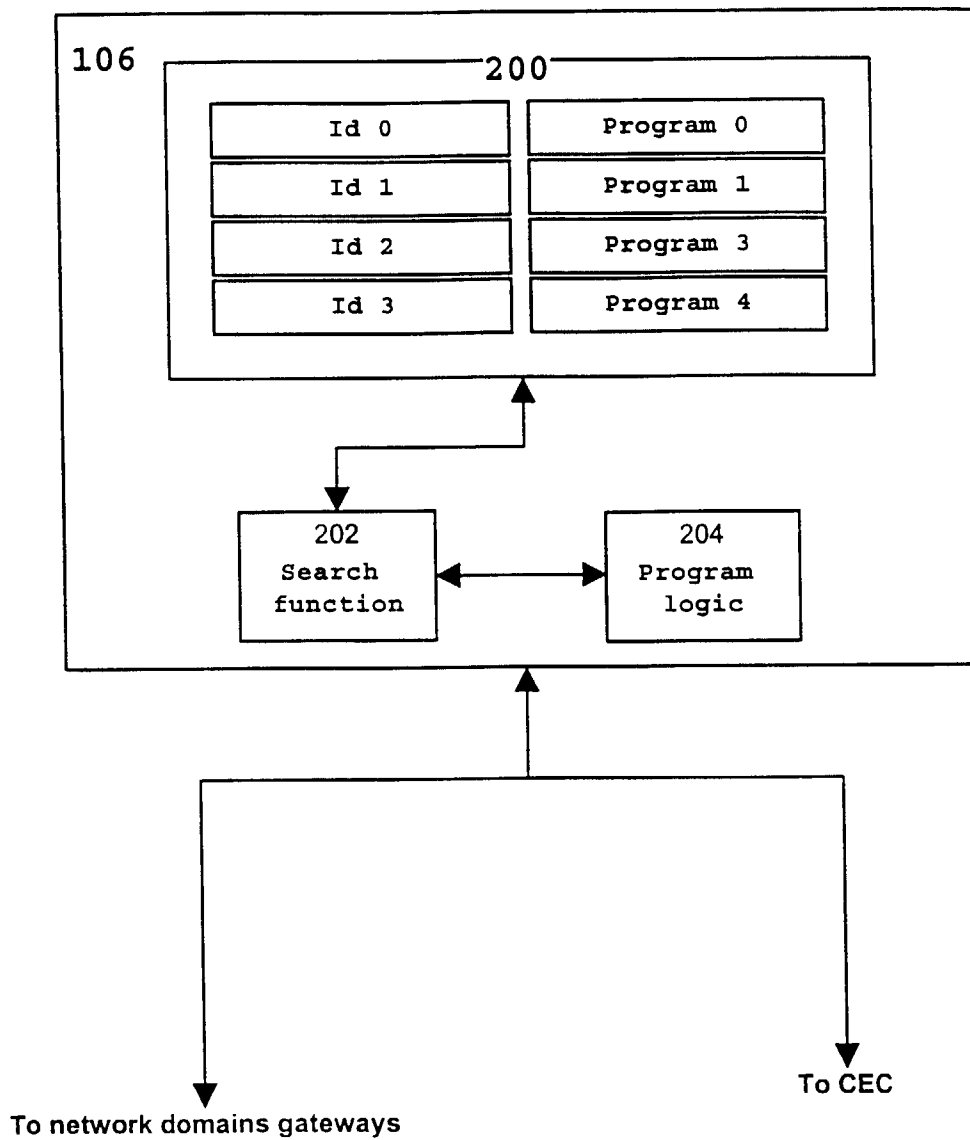 106
200
Id 0 Program 0
Id 1 Program 1
Id 2 Program 3
Id 3 Program 4
202
Search
function
204
Program
logic
To CEC
To network domains gateways